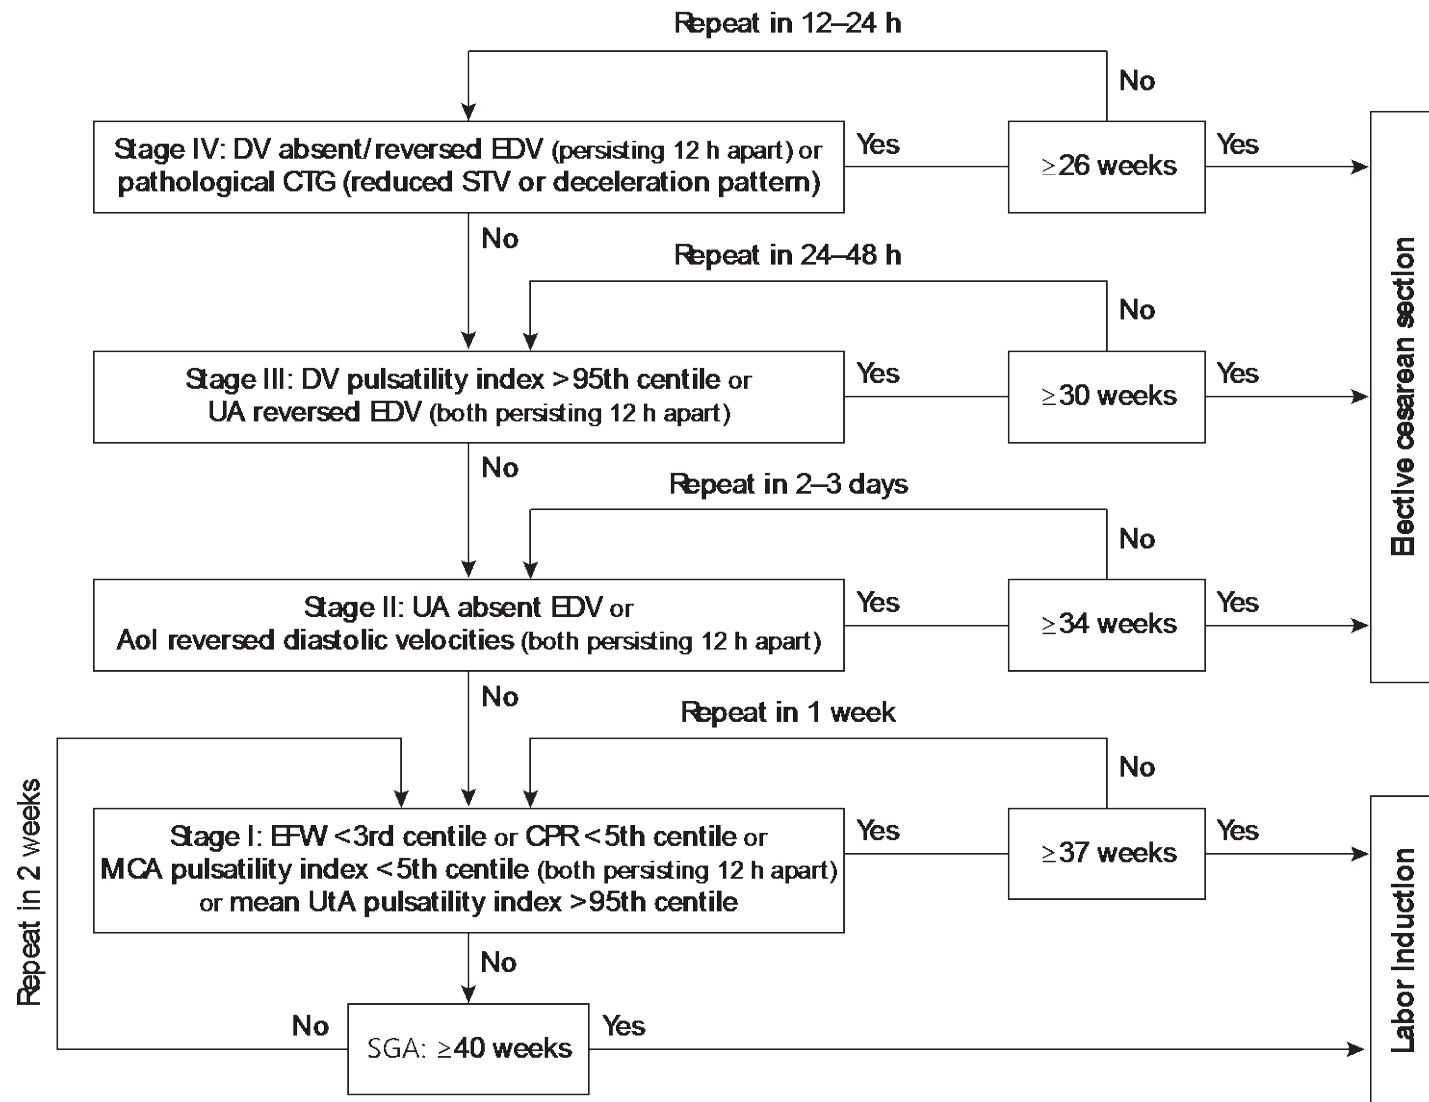 Repeat in 12–24 h
No
Stage IV: DV absent/reversed EDV (persisting 12 h apart) or
pathological CTG (reduced STV or deceleration pattern)
Yes
≥26 weeks
Yes
No
Repeat in 24–48 h
No
Stage III: DV pulsatility index >95th centile or
UA reversed EDV (both persisting 12 h apart)
Yes
≥30 weeks
Yes
Elective cesarean section
No
Repeat in 2–3 days
No
Stage II: UA absent EDV or
AoI reversed diastolic velocities (both persisting 12 h apart)
Yes
≥34 weeks
Yes
No
Repeat in 1 week
No
Repeat in 2 weeks
Stage I: EFW <3rd centile or CPR <5th centile or
MCA pulsatility index <5th centile (both persisting 12 h apart)
or mean UtA pulsatility index >95th centile
Yes
≥37 weeks
Yes
Labor Induction
No
No
SGA: ≥40 weeks
Yes